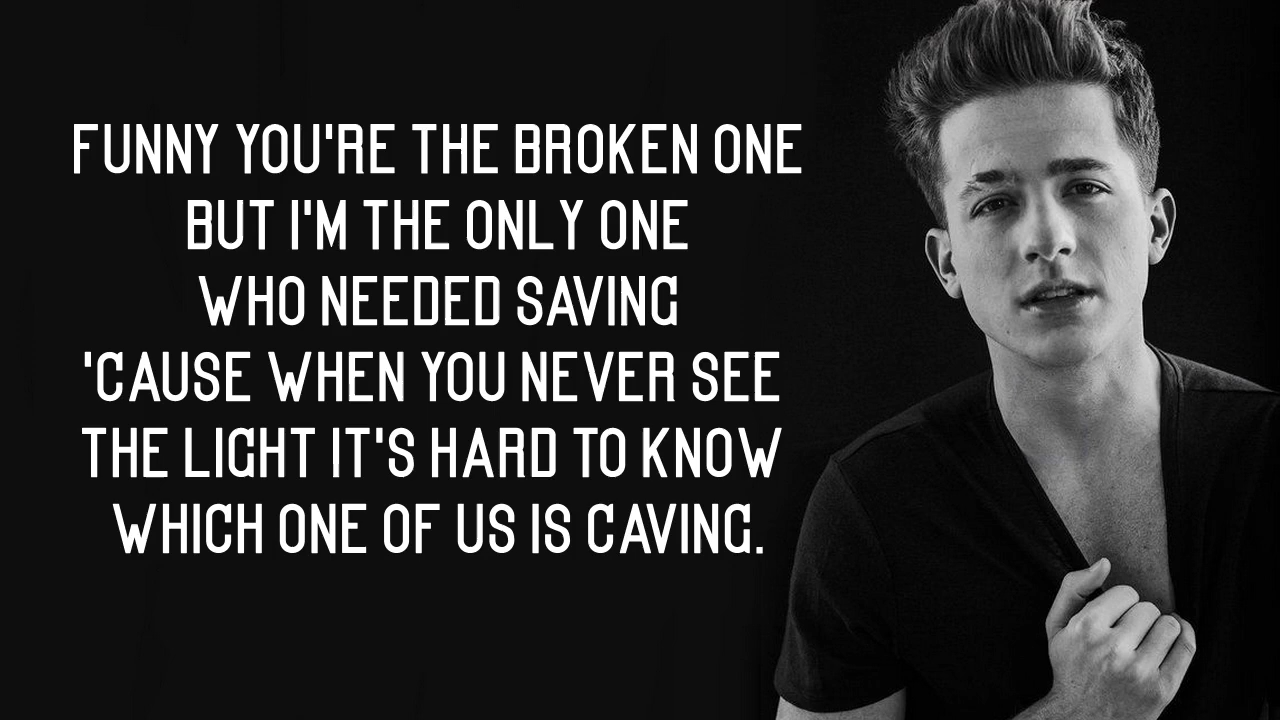 FUNNY YOU'RE THE BROKEN ONE
BUT I'M THE ONLY ONE
WHO NEEDED SAVING
'CAUSE WHEN YOU NEVER SEE
THE LIGHT IT'S HARD TO KNOW
WHICH ONE OF US IS CAVING.